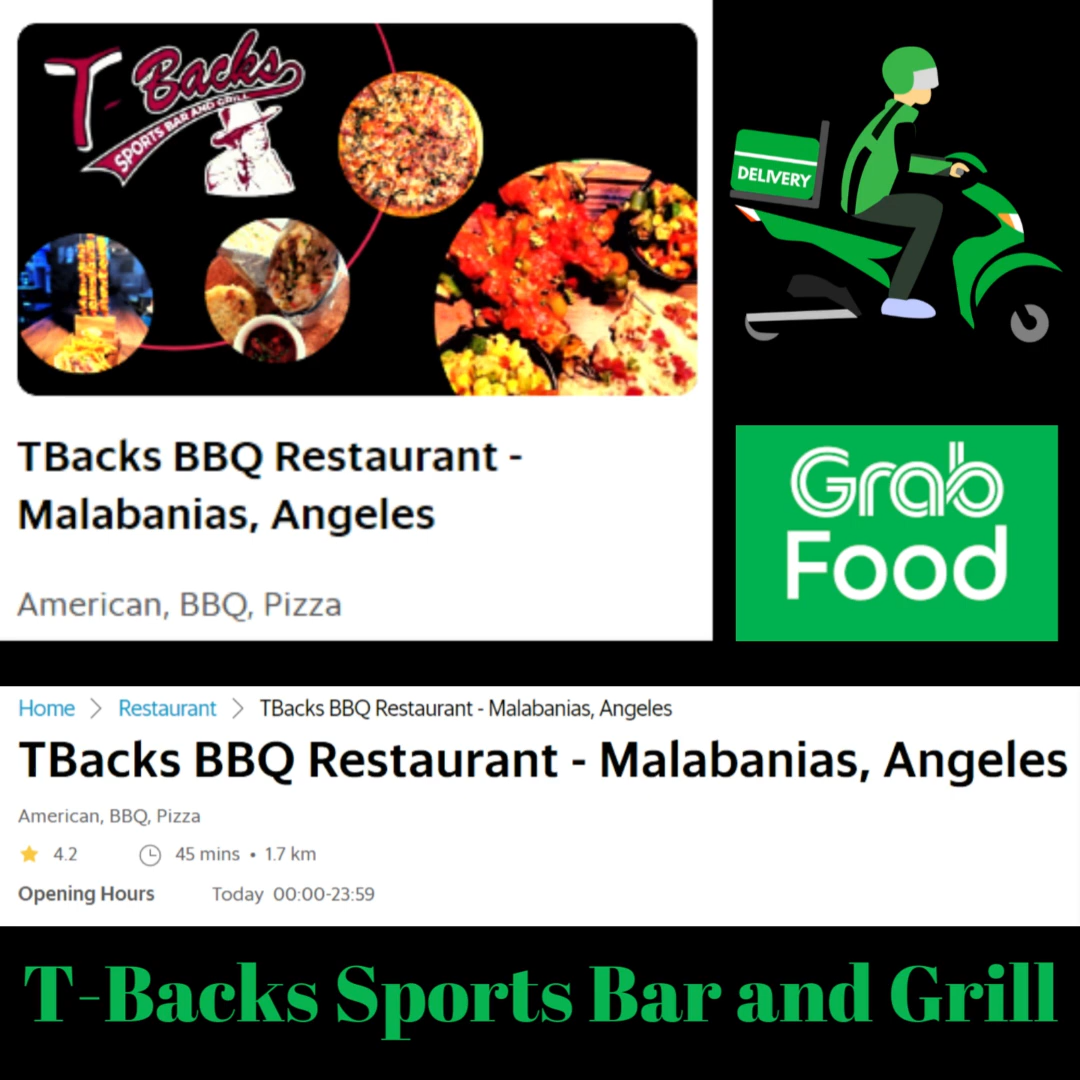 T-Backs
SPORTS BAR AND GRILL
DELIVERY
TBacks BBQ Restaurant -
Malabanias, Angeles
American, BBQ, Pizza
Grab
Food
Home > Restaurant > TBacks BBQ Restaurant - Malabanias, Angeles
TBacks BBQ Restaurant - Malabanias, Angeles
American, BBQ, Pizza
4.2 45 mins • 1.7 km
Opening Hours Today 00:00-23:59
T-Backs Sports Bar and Grill